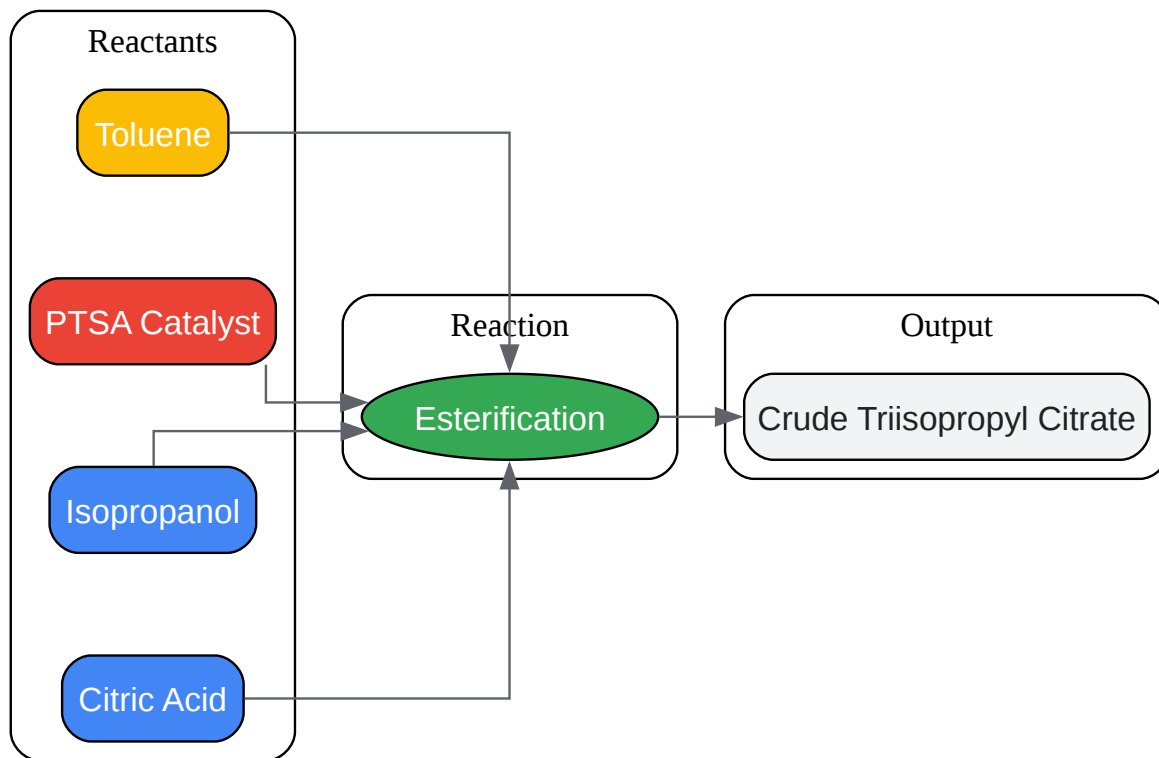 Reactants
Toluene
PTSA Catalyst
Isopropanol
Citric Acid
Reaction
Esterification
Output
Crude Triisopropyl Citrate